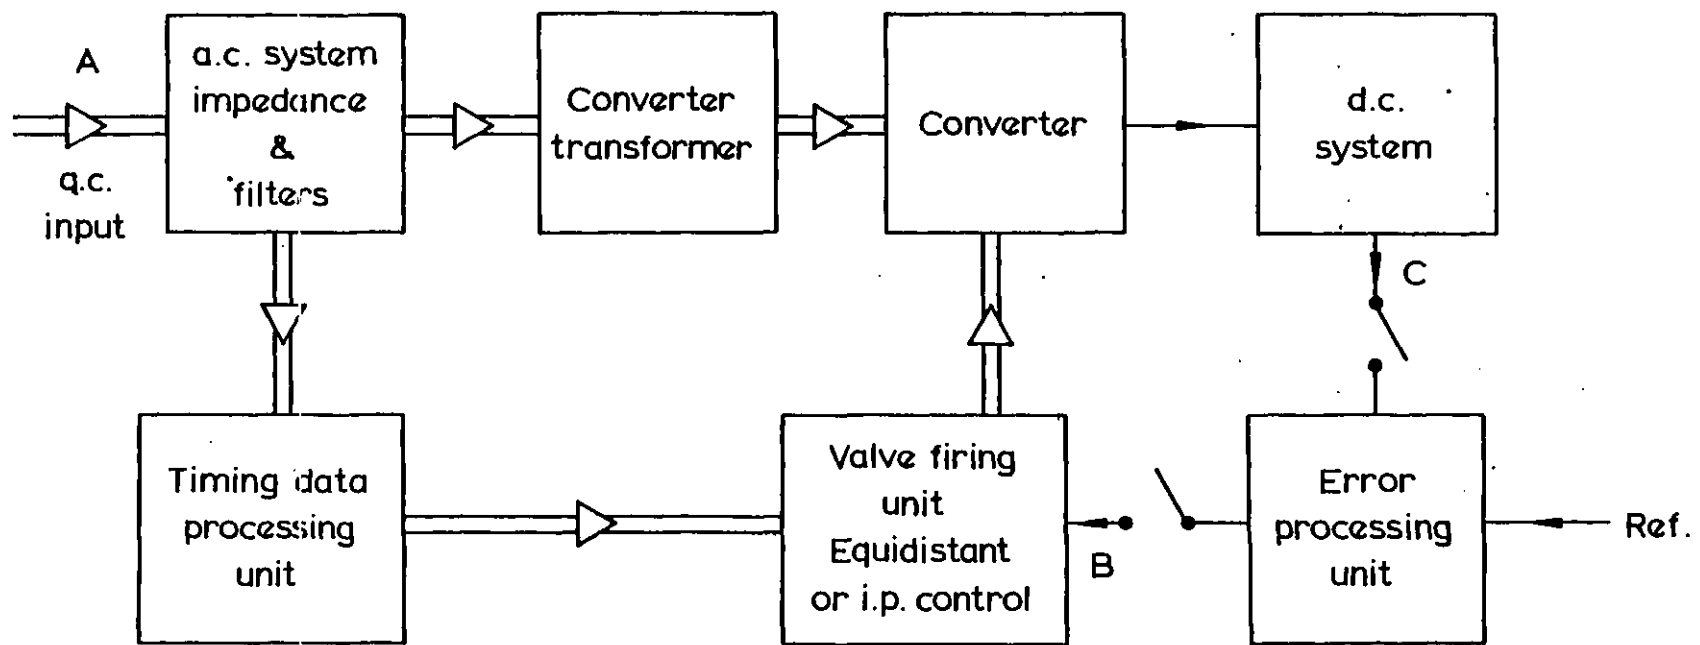 A
q.c.
input
a.c. system
impedance
&
filters
Converter
transformer
Converter
d.c.
system
C
Timing data
processing
unit
Valve firing
unit
Equidistant
or i.p. control
B
Error
processing
unit
Ref.